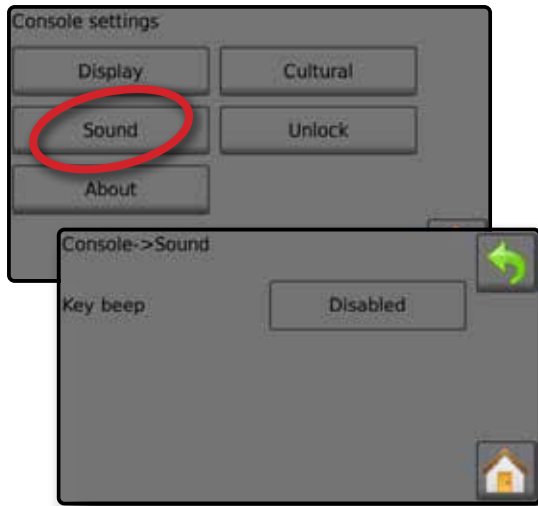 Console settings
Display
Cultural
Sound
Unlock
About
Console->Sound
Key beep
Disabled